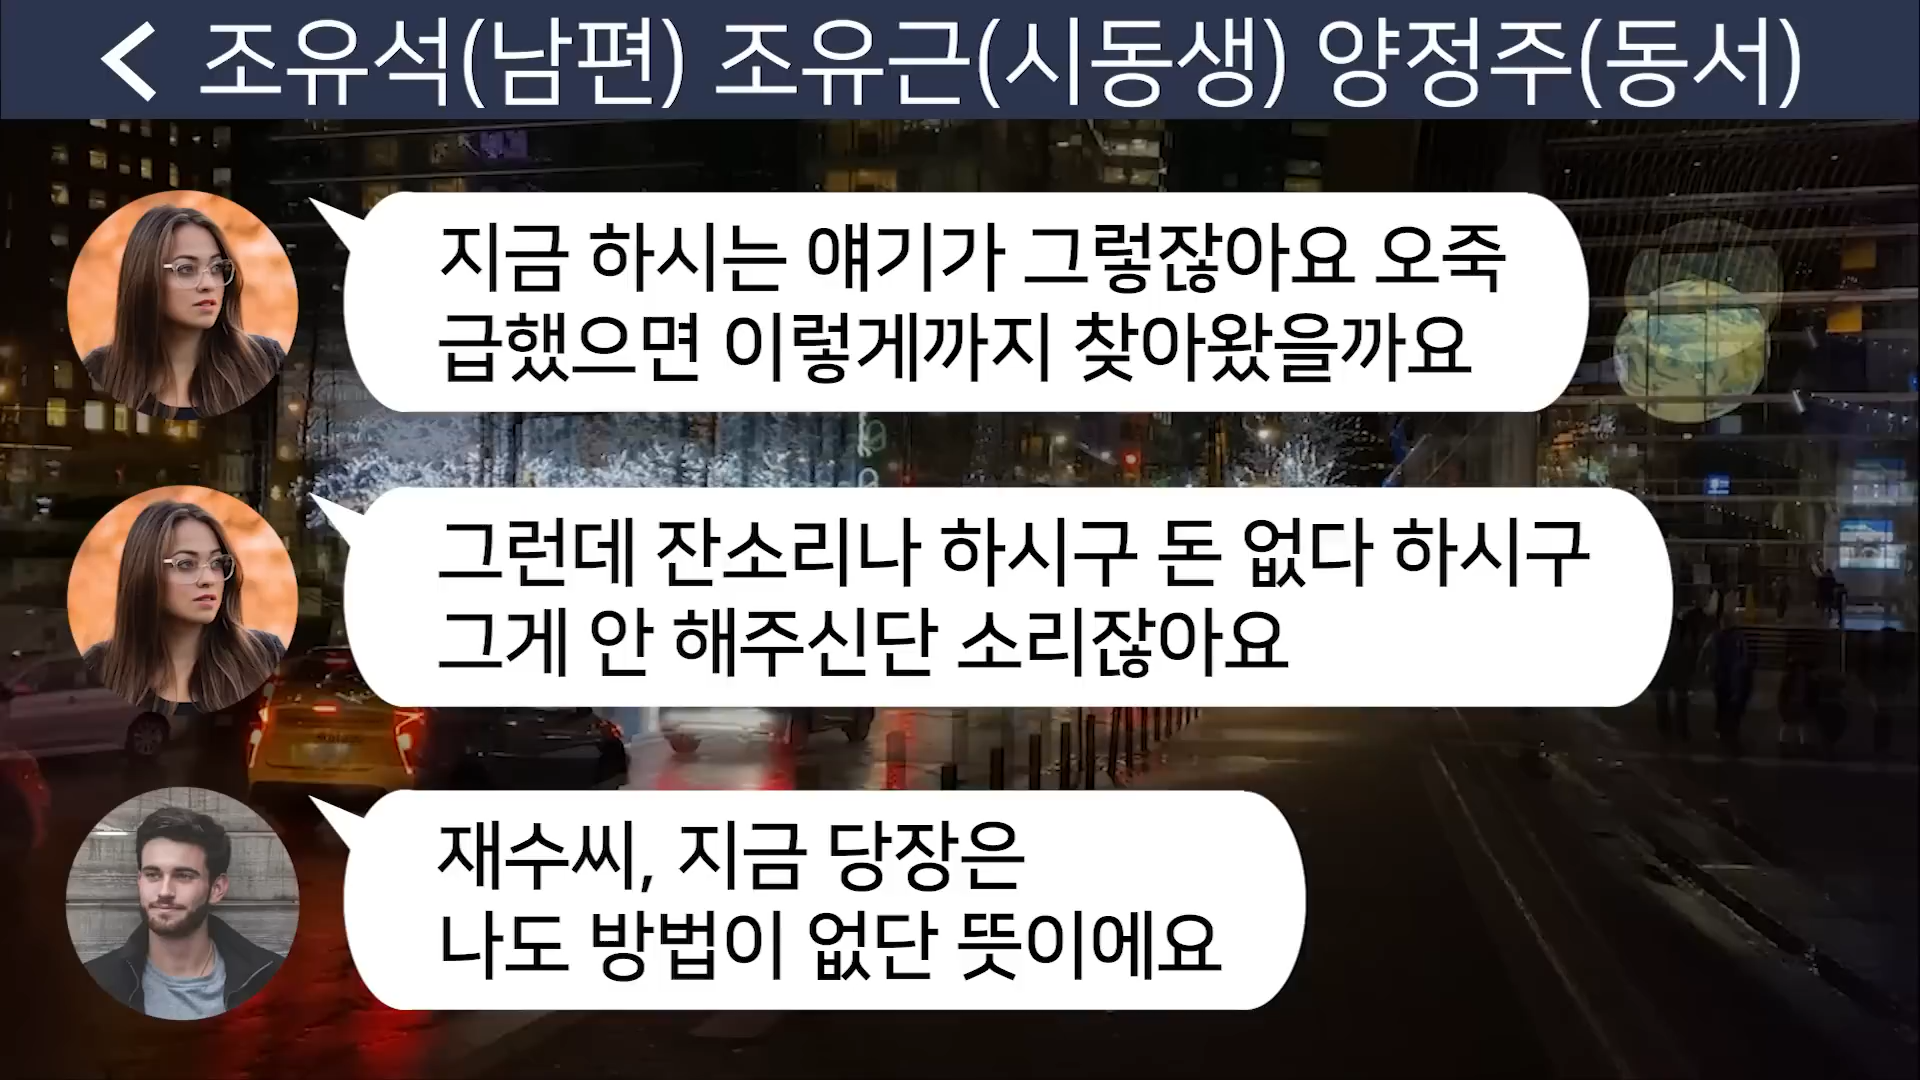 조유석(남편) 조유근(시동생) 양정주(동서)
지금 하시는 얘기가 그렇잖아요 오죽
급했으면 이렇게까지 찾아왔을까요
그런데 잔소리나 하시구 돈 없다 하시구
그게 안 해주신단 소리잖아요
재수씨, 지금 당장은
나도 방법이 없단 뜻이에요